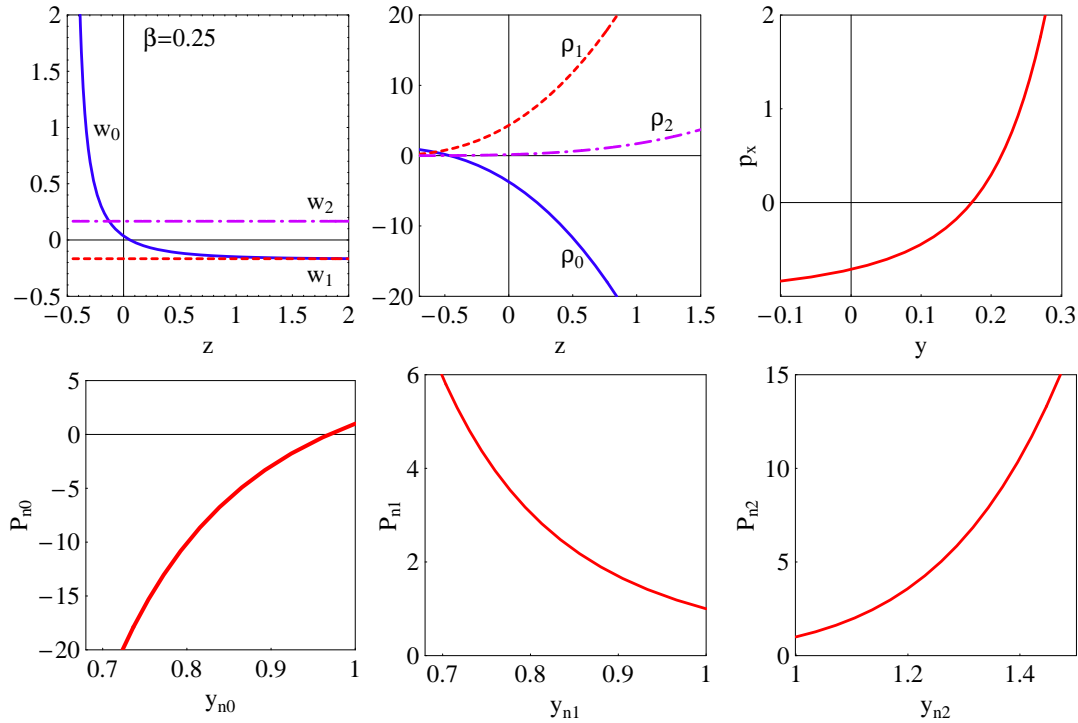 2
1.5
1
0.5
0
−0.5
β=0.25
w0
w2
w1
−0.5 0 0.5 1 1.5 2
z
20
10
0
−10
−20
ρ1
ρ2
ρ0
−0.5 0 0.5 1 1.5
z
2
1
0
px
−0.1 0 0.1 0.2 0.3
y
5
0
−5
−10
−15
−20
Pn0
0.7 0.8 0.9 1
yn0
6
4
2
0
Pn1
0.7 0.8 0.9 1
yn1
15
10
5
0
Pn2
1 1.2 1.4
yn2